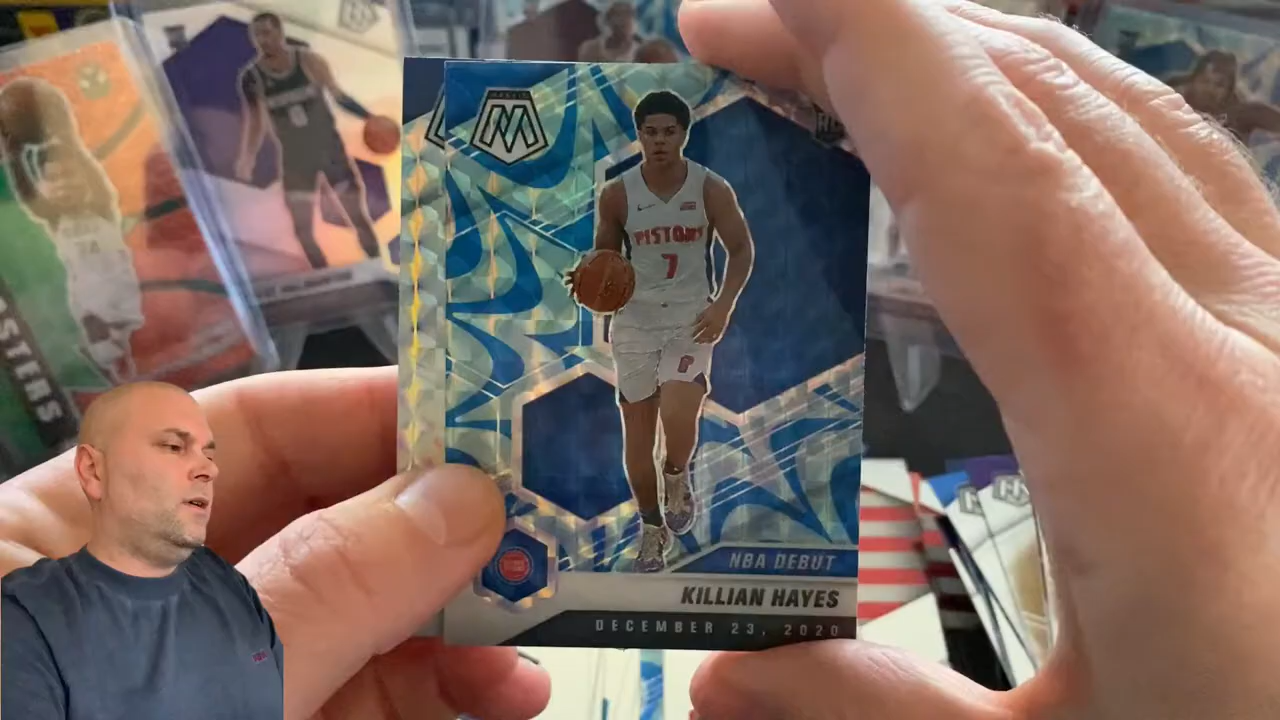 MOSAIC
PISTONS
7
NBA DEBUT
KILLIAN HAYES
DECEMBER 23, 2020